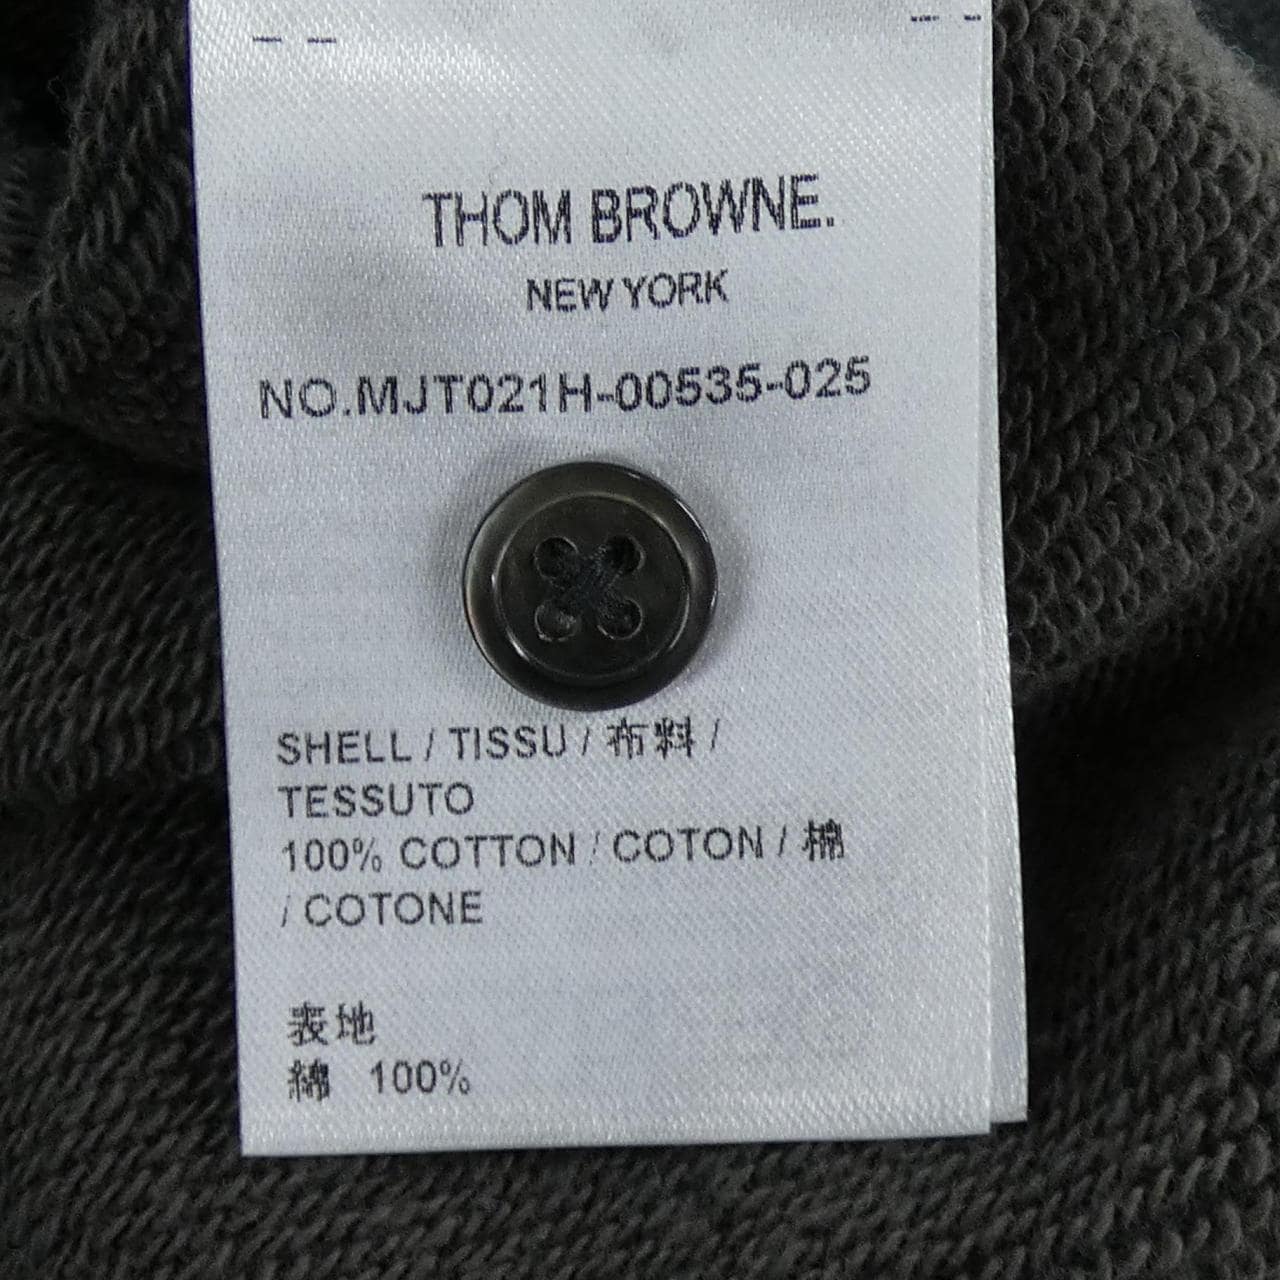 THOM BROWNE.
NEW YORK
NO.MJT021H-00535-025
SHELL / TISSU / 布料 /
TESSUTO
100% COTTON / COTON / 棉
/ COTONE
表地
綿 100%